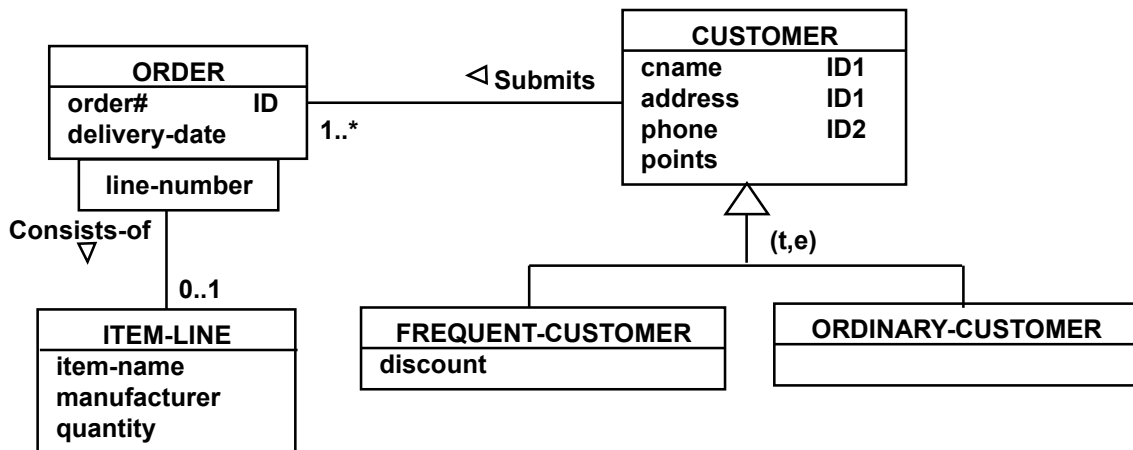 ORDER
order# ID
delivery-date
line-number
Consists-of
0..1
ITEM-LINE
item-name
manufacturer
quantity
Submits
1..*
CUSTOMER
cname ID1
address ID1
phone ID2
points
(t,e)
FREQUENT-CUSTOMER
discount
ORDINARY-CUSTOMER